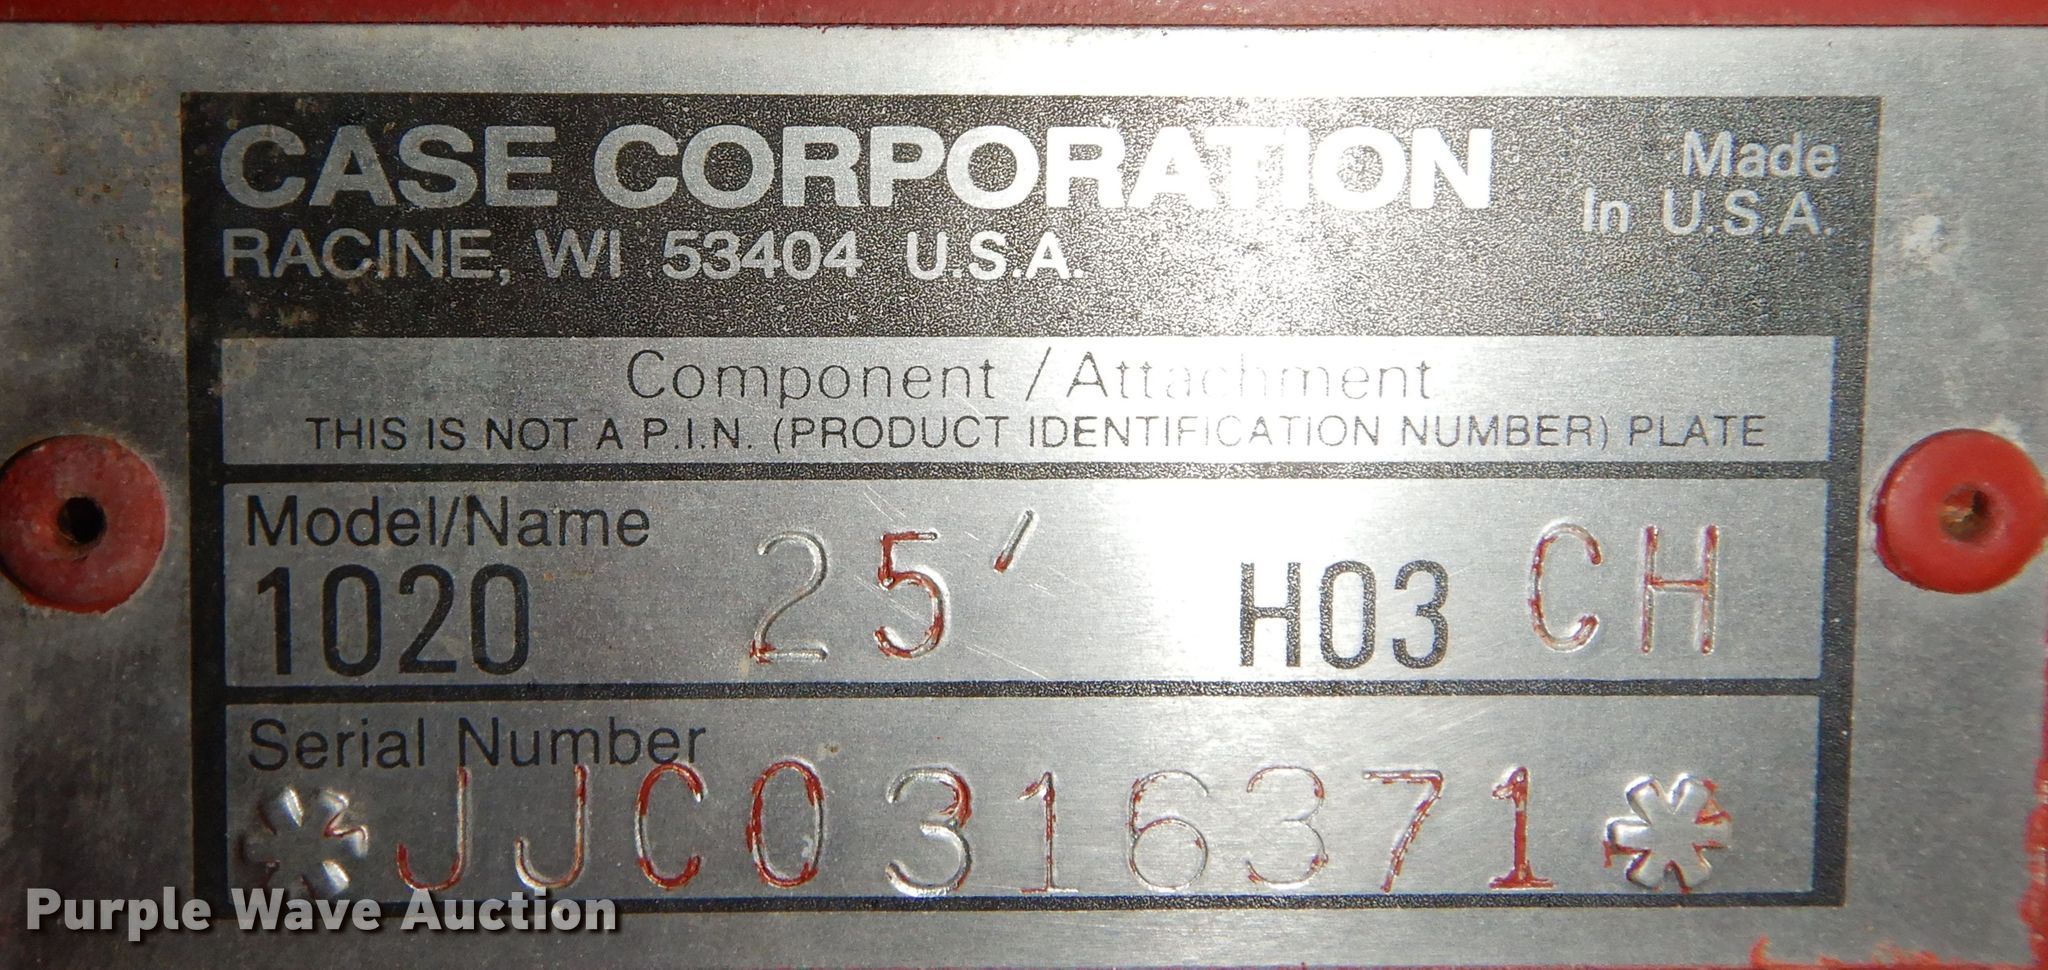 CASE CORPORATION
RACINE, WI 53404 U.S.A.
Made
In U.S.A.
Component / Attachment
THIS IS NOT A P.I.N. (PRODUCT IDENTIFICATION NUMBER) PLATE
Model/Name
1020 25' H03 CH
Serial Number
*JJC0316371*
Purple Wave Auction